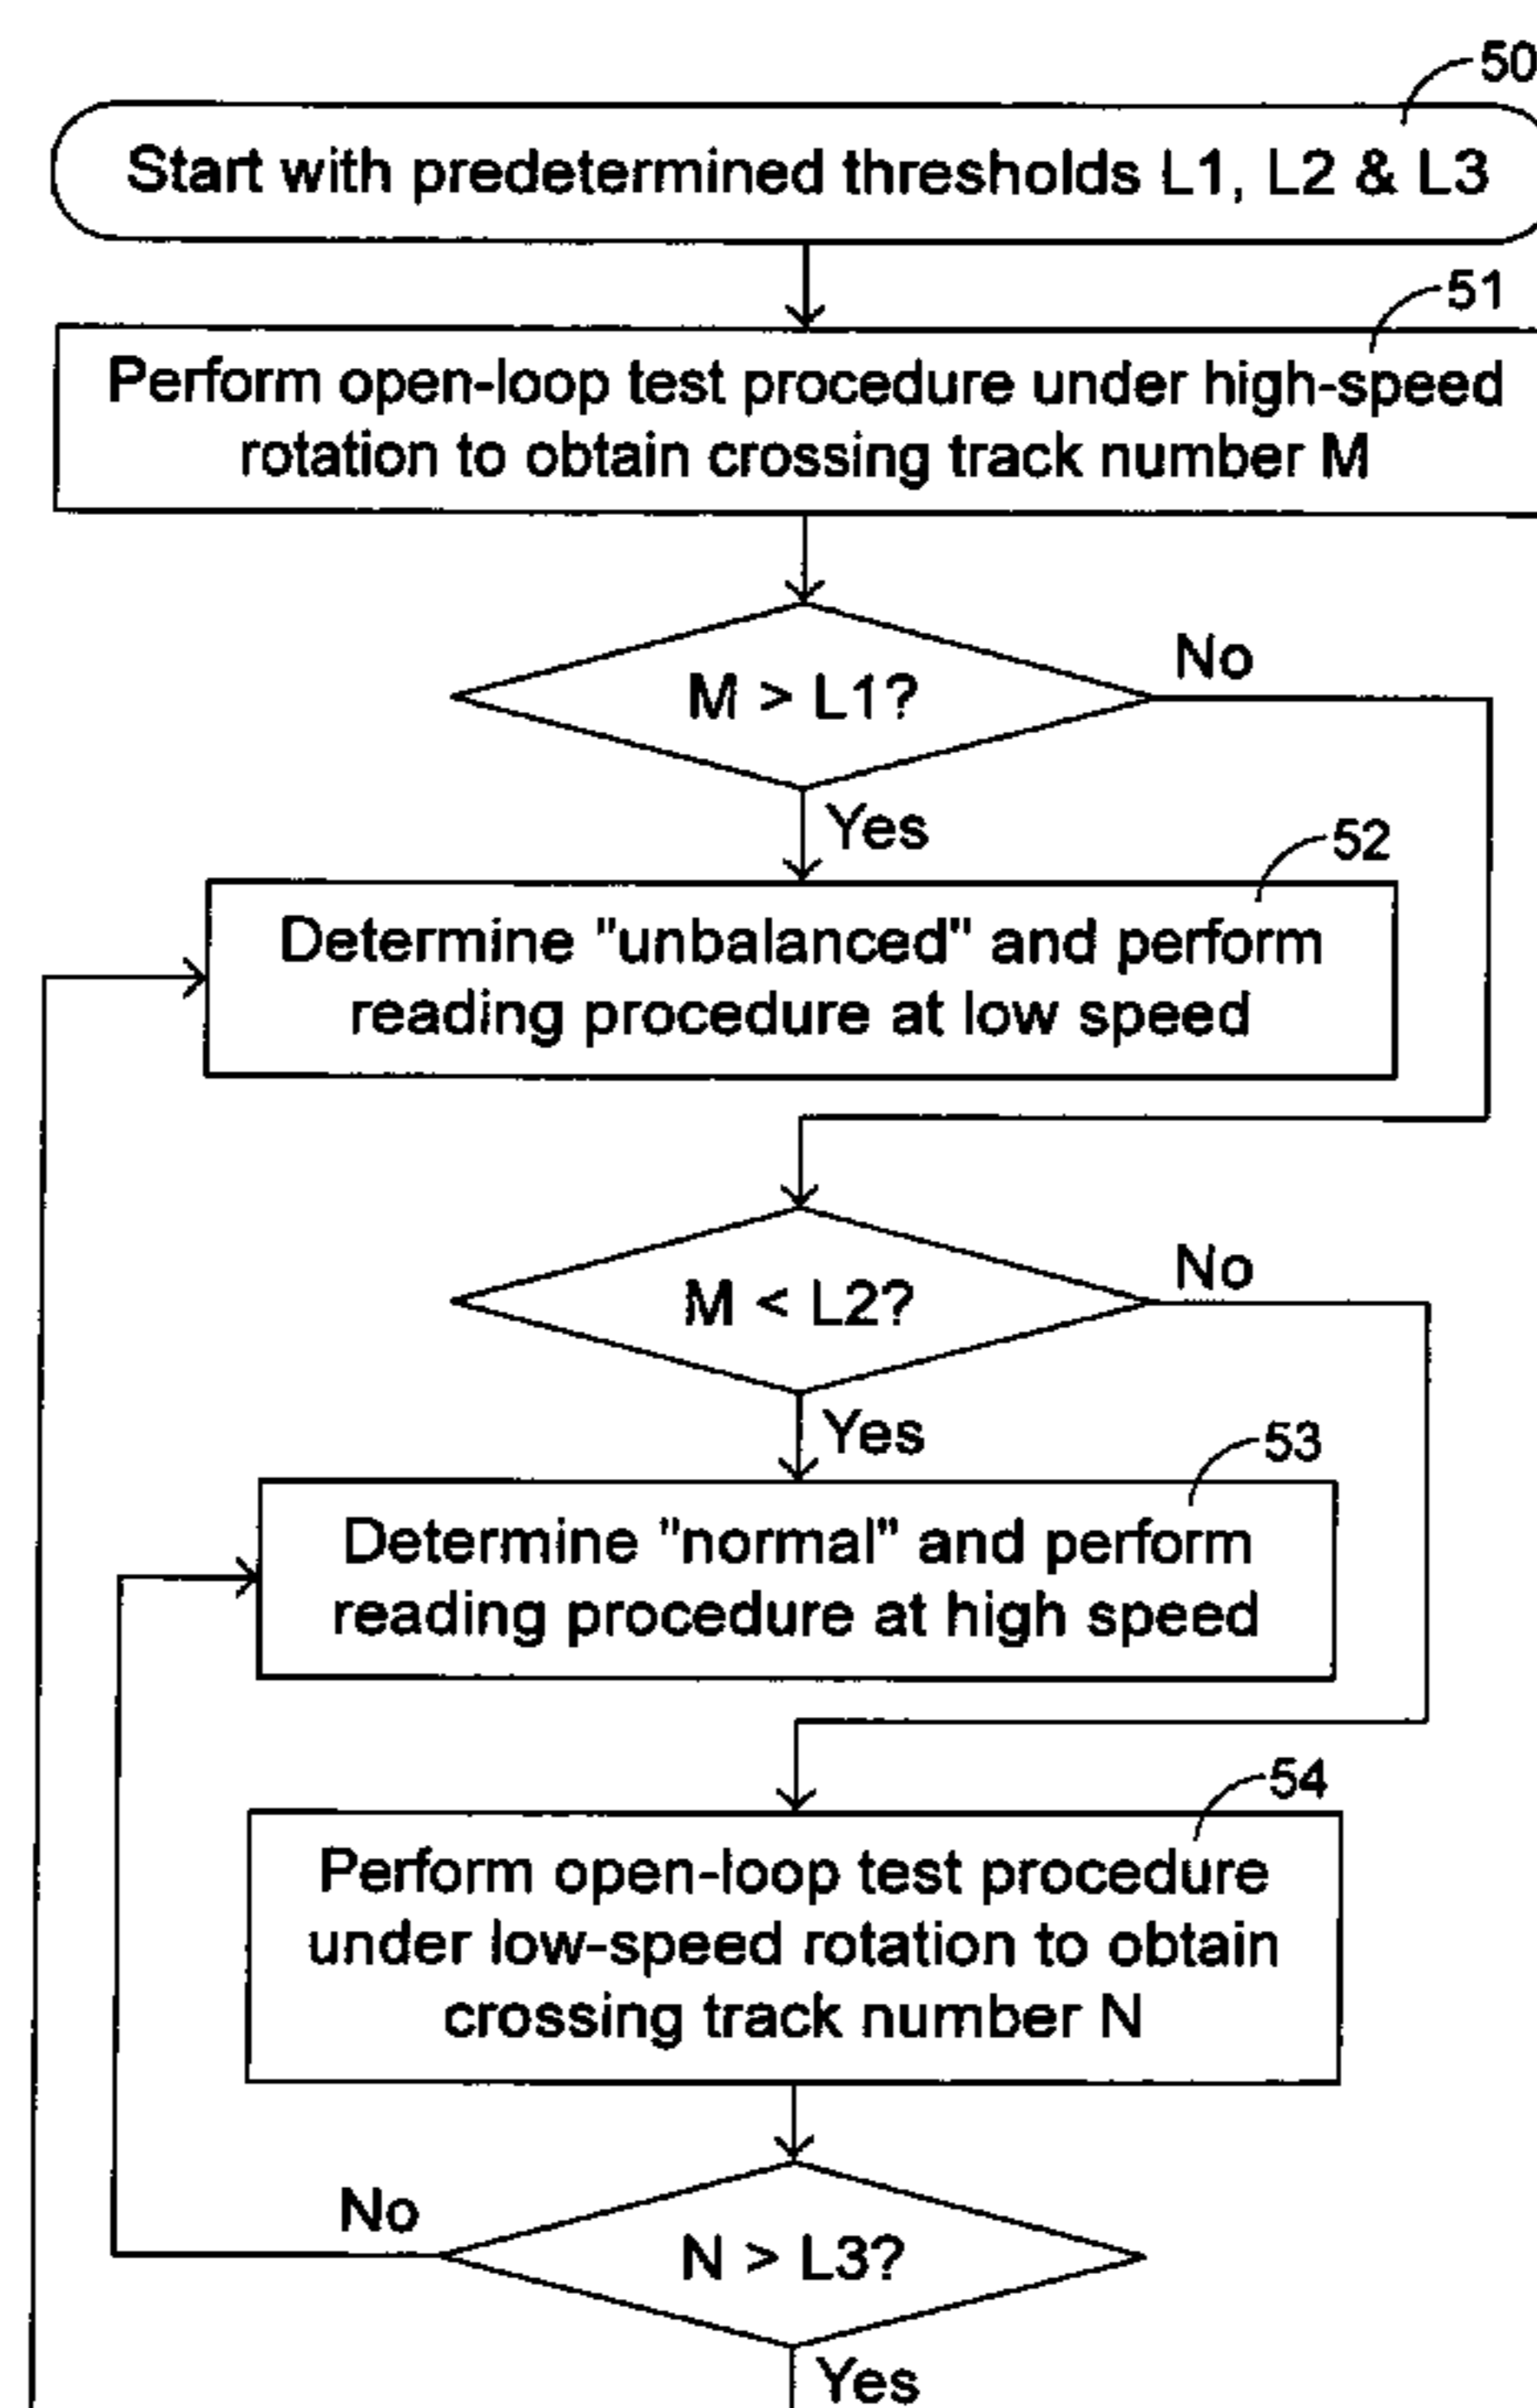 50
Start with predetermined thresholds L1, L2 & L3
51
Perform open-loop test procedure under high-speed
rotation to obtain crossing track number M
M > L1?
No
Yes
52
Determine "unbalanced" and perform
reading procedure at low speed
M < L2?
No
Yes
53
Determine "normal" and perform
reading procedure at high speed
54
Perform open-loop test procedure
under low-speed rotation to obtain
crossing track number N
No
N > L3?
Yes